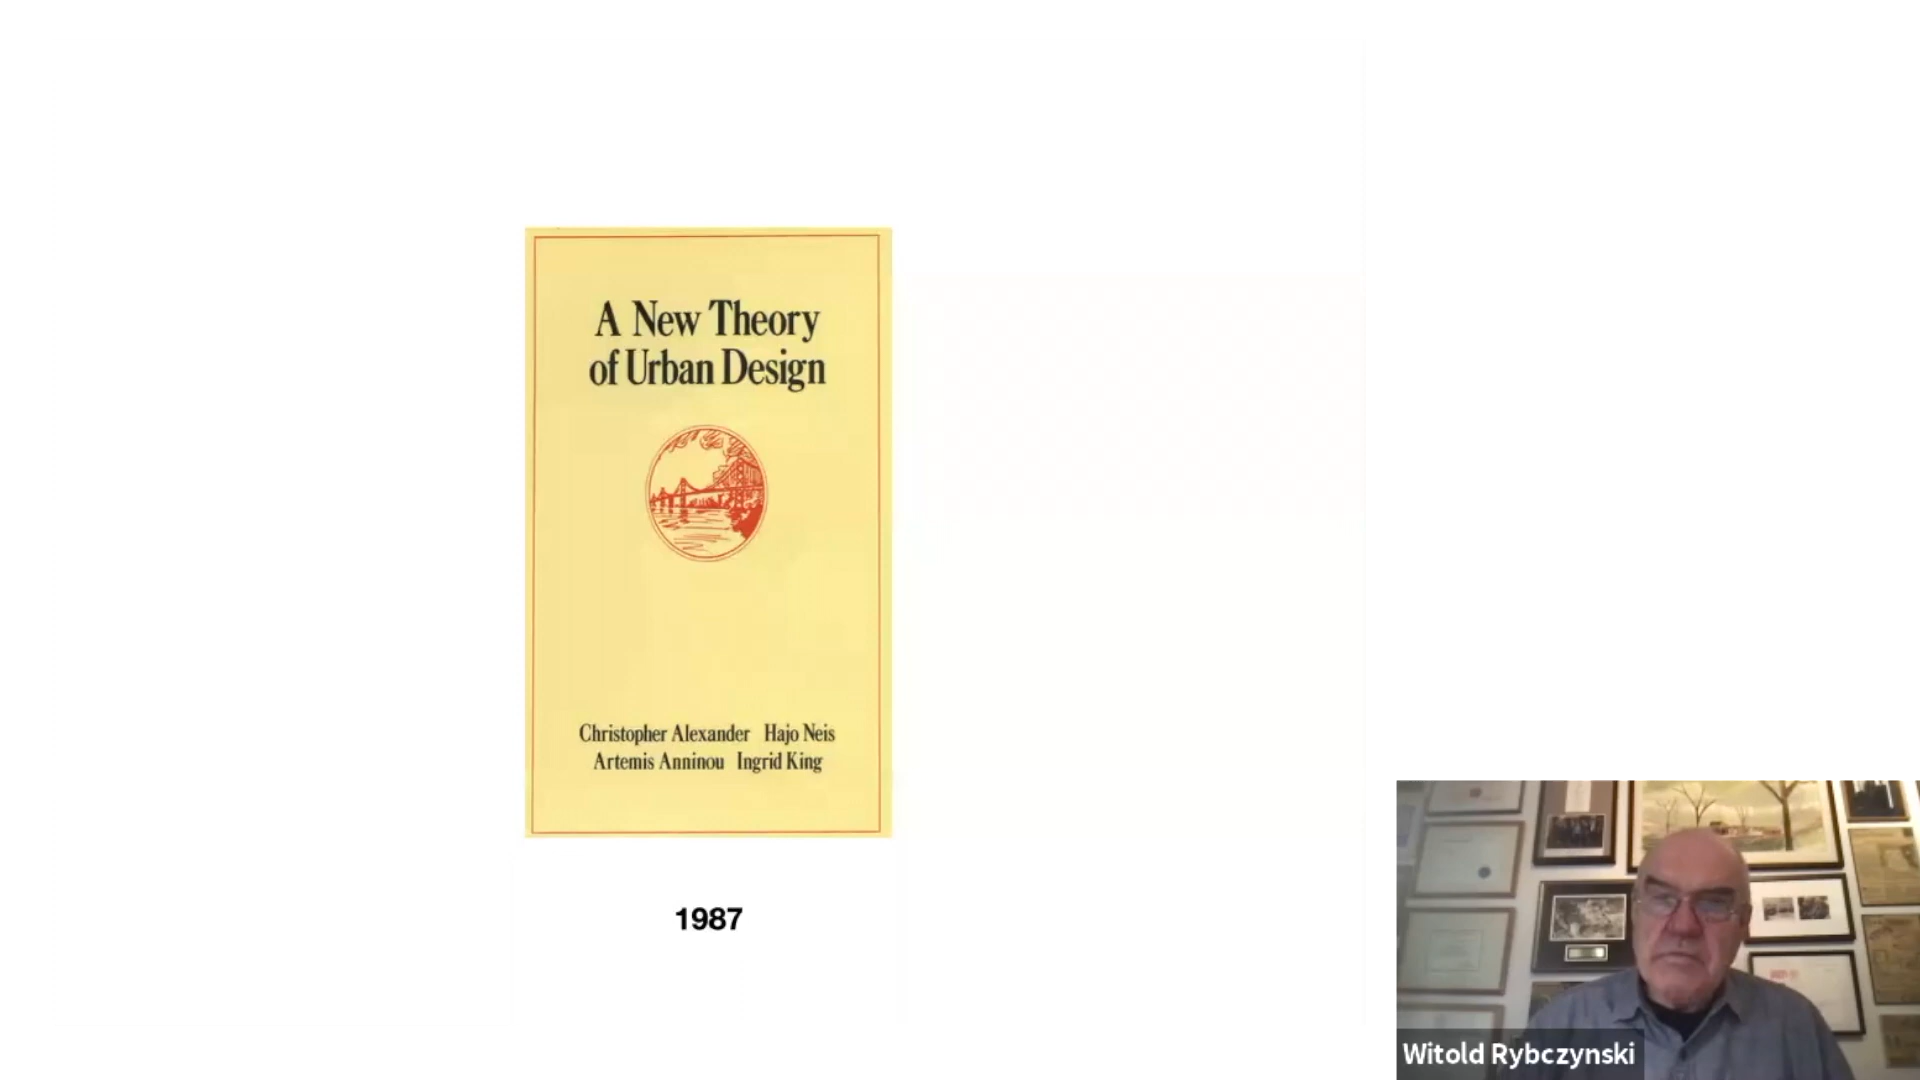 A New Theory
of Urban Design
Christopher Alexander Hajo Neis
Artemis Anninou Ingrid King
1987
Witold Rybczynski